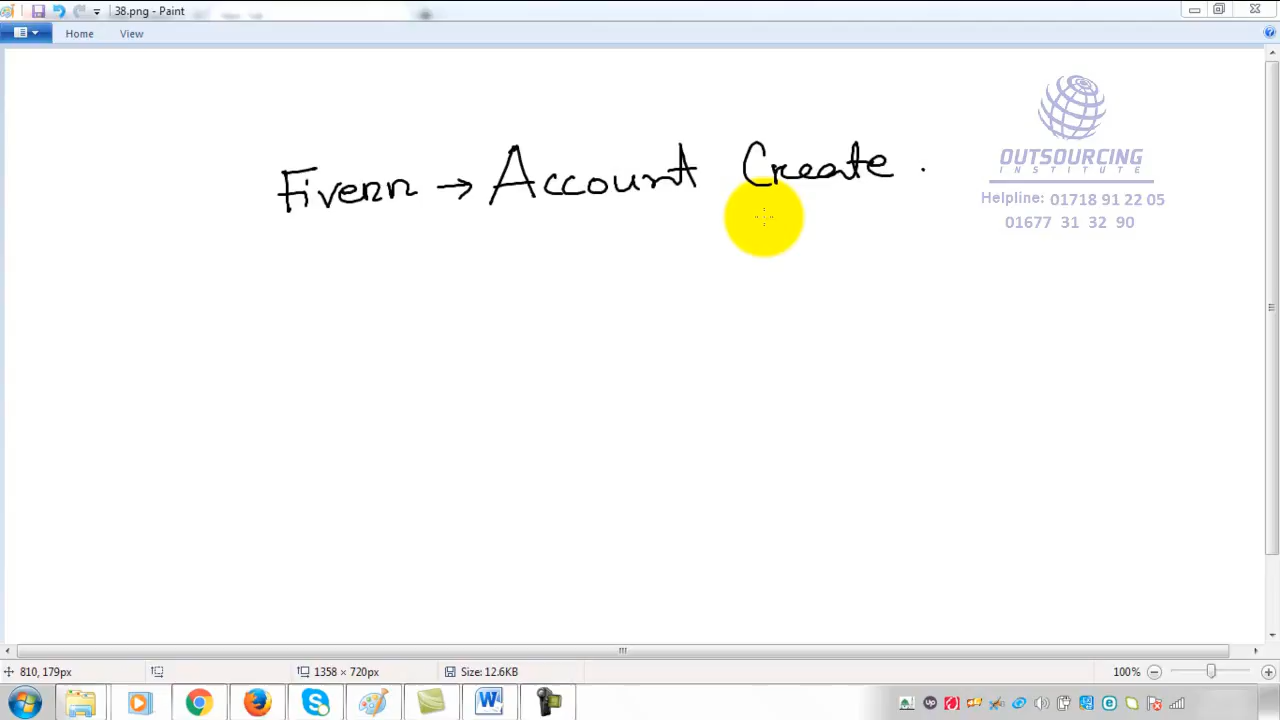 38.png - Paint
Home View
Fiverr → Account Create .
OUTSOURCING
INSTITUTE
Helpline: 01718 91 22 05
01677 31 32 90
810, 179px 1358 × 720px Size: 12.6KB 100%